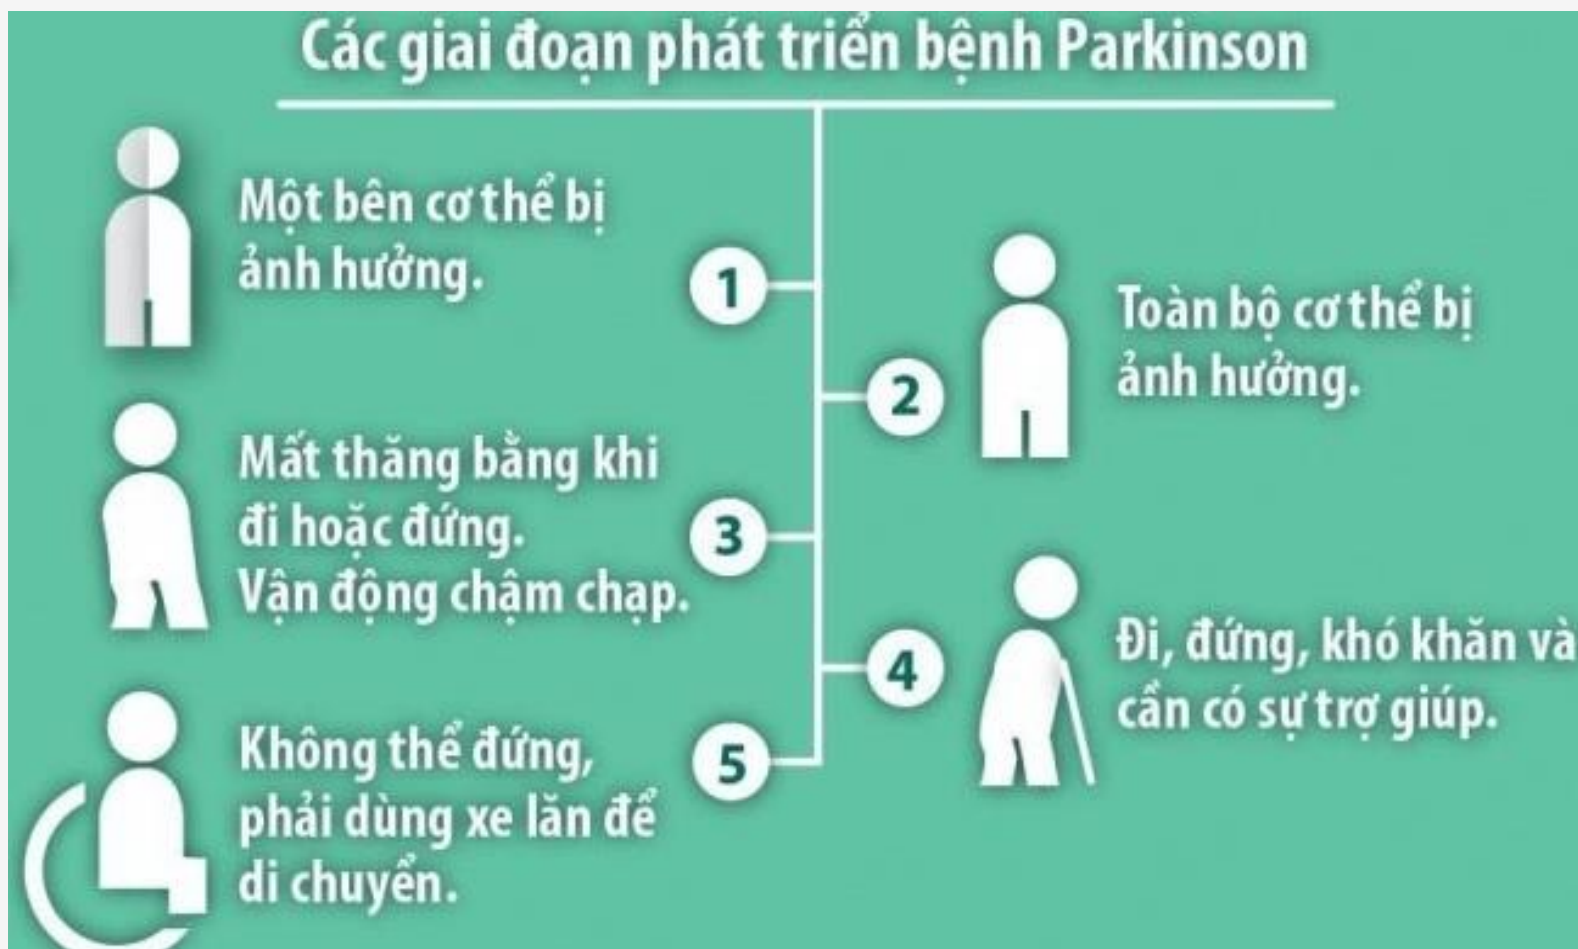 Các giai đoạn phát triển bệnh Parkinson
Một bên cơ thể bị
ảnh hưởng.
1
Toàn bộ cơ thể bị
ảnh hưởng.
2
Mất thăng bằng khi
đi hoặc đứng.
Vận động chậm chạp.
3
Đi, đứng, khó khăn và
cần có sự trợ giúp.
4
Không thể đứng,
phải dùng xe lăn để
di chuyển.
5